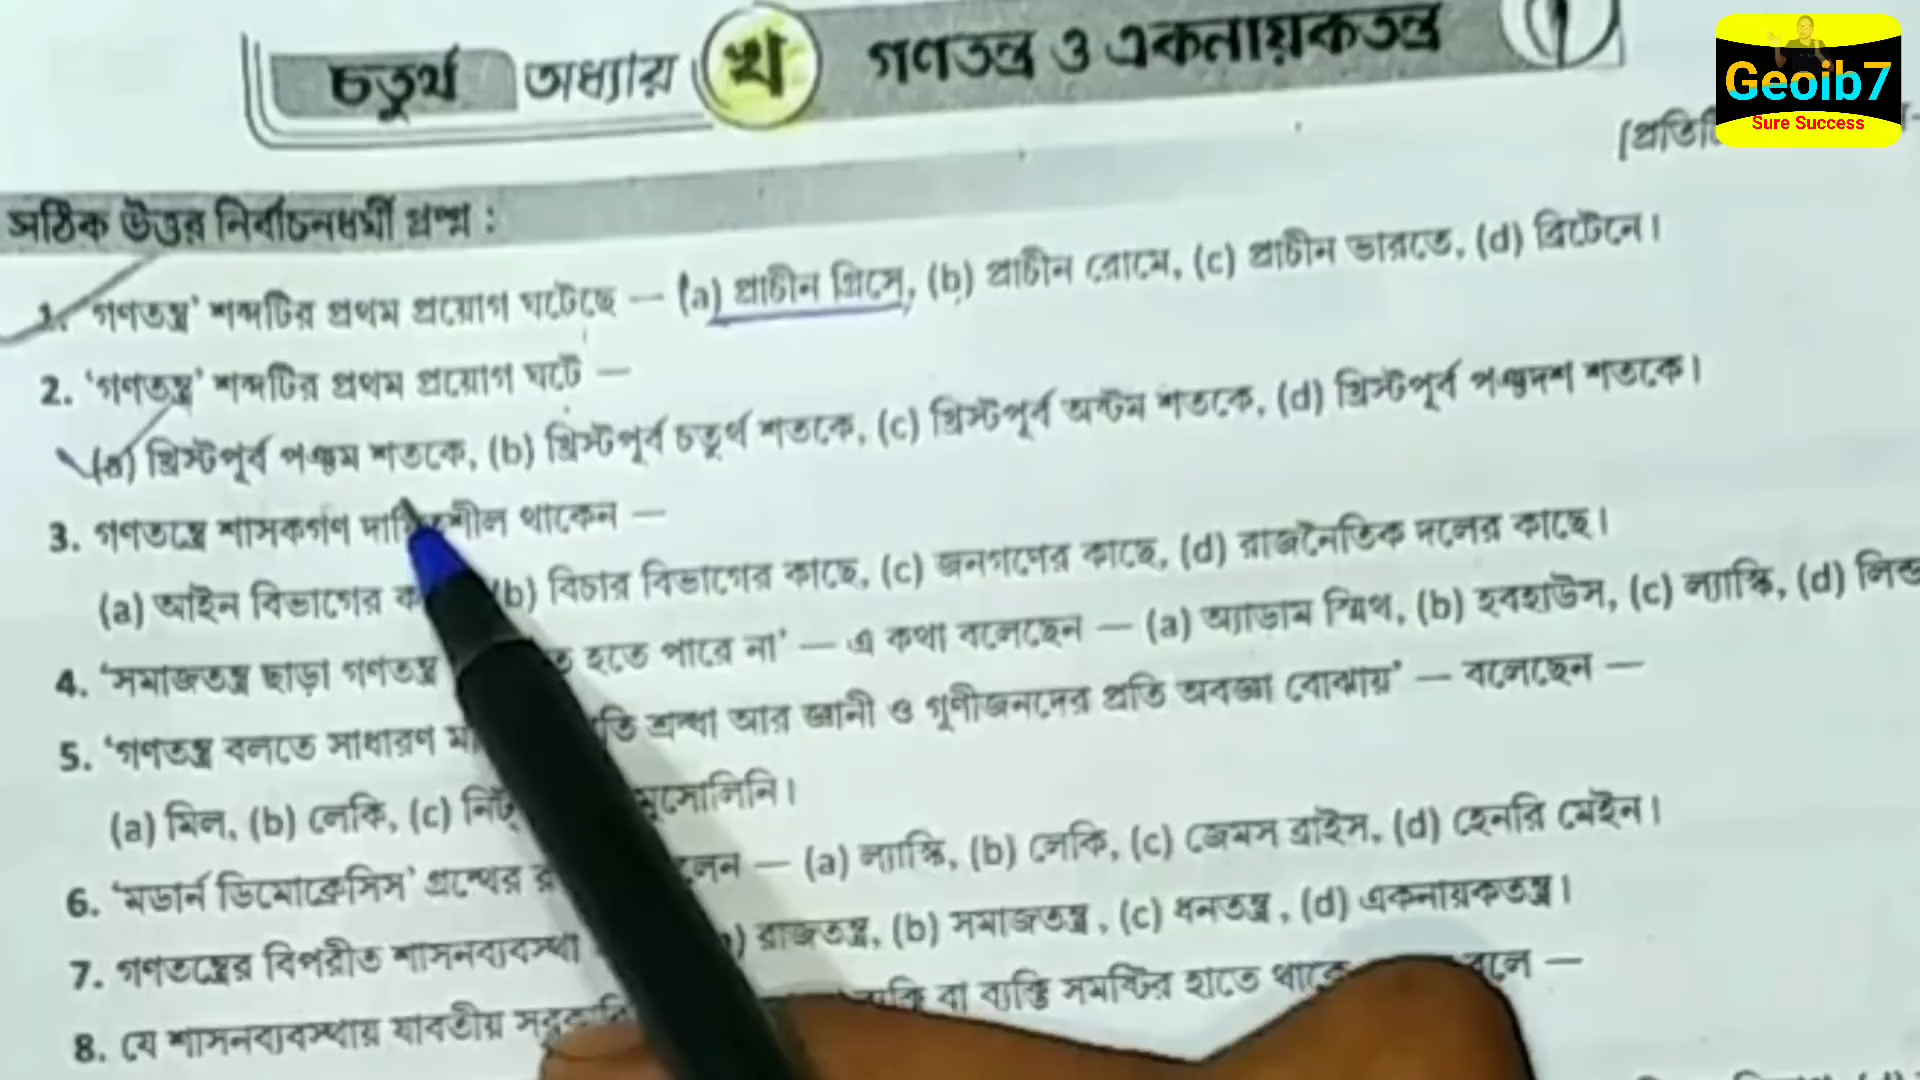 চতুর্থ অধ্যায় খ গণতন্ত্র ও একনায়কতন্ত্র
Geoib7
Sure Success
সঠিক উত্তর নির্বাচনধর্মী প্রশ্ন :
1. 'গণতন্ত্র' শব্দটির প্রথম প্রয়োগ ঘটেছে — (a) প্রাচীন গ্রিসে, (b) প্রাচীন রোমে, (c) প্রাচীন ভারতে, (d) ব্রিটেনে।
2. 'গণতন্ত্র' শব্দটির প্রথম প্রয়োগ ঘটে —
(a) খ্রিস্টপূর্ব পঞ্চম শতকে, (b) খ্রিস্টপূর্ব চতুর্থ শতকে, (c) খ্রিস্টপূর্ব অষ্টম শতকে, (d) খ্রিস্টপূর্ব পঞ্চদশ শতকে।
3. গণতন্ত্রে শাসকগণ থাকেন —
(a) আইন বিভাগের (b) বিচার বিভাগের কাছে, (c) জনগণের কাছে, (d) রাজনৈতিক দলের কাছে।
4. 'সমাজতন্ত্র ছাড়া গণতন্ত্র হতে পারে না' — এ কথা বলেছেন — (a) অ্যাডাম স্মিথ, (b) হবহাউস, (c) ল্যাস্কি, (d)
5. 'গণতন্ত্র বলতে সাধারণ শ্রদ্ধা আর জ্ঞানী ও গূণীজনদের প্রতি অবজ্ঞা বোঝায়' — বলেছেন —
(a) মিল, (b) লেকি, (c) মুসোলিনি।
6. 'মডার্ন ডিমোক্রেসিস' গ্রন্থের — (a) ল্যাস্কি, (b) লেকি, (c) জেমস ব্রাইস, (d) হেনরি মেইন।
7. গণতন্ত্রের বিপরীত শাসনব্যবস্থা রাজতন্ত্র, (b) সমাজতন্ত্র, (c) ধনতন্ত্র, (d) একনায়কতন্ত্র।
8. যে শাসনব্যবস্থায় যাবতীয় বা ব্যক্তি সমষ্টির হাতে থাকে বলে —